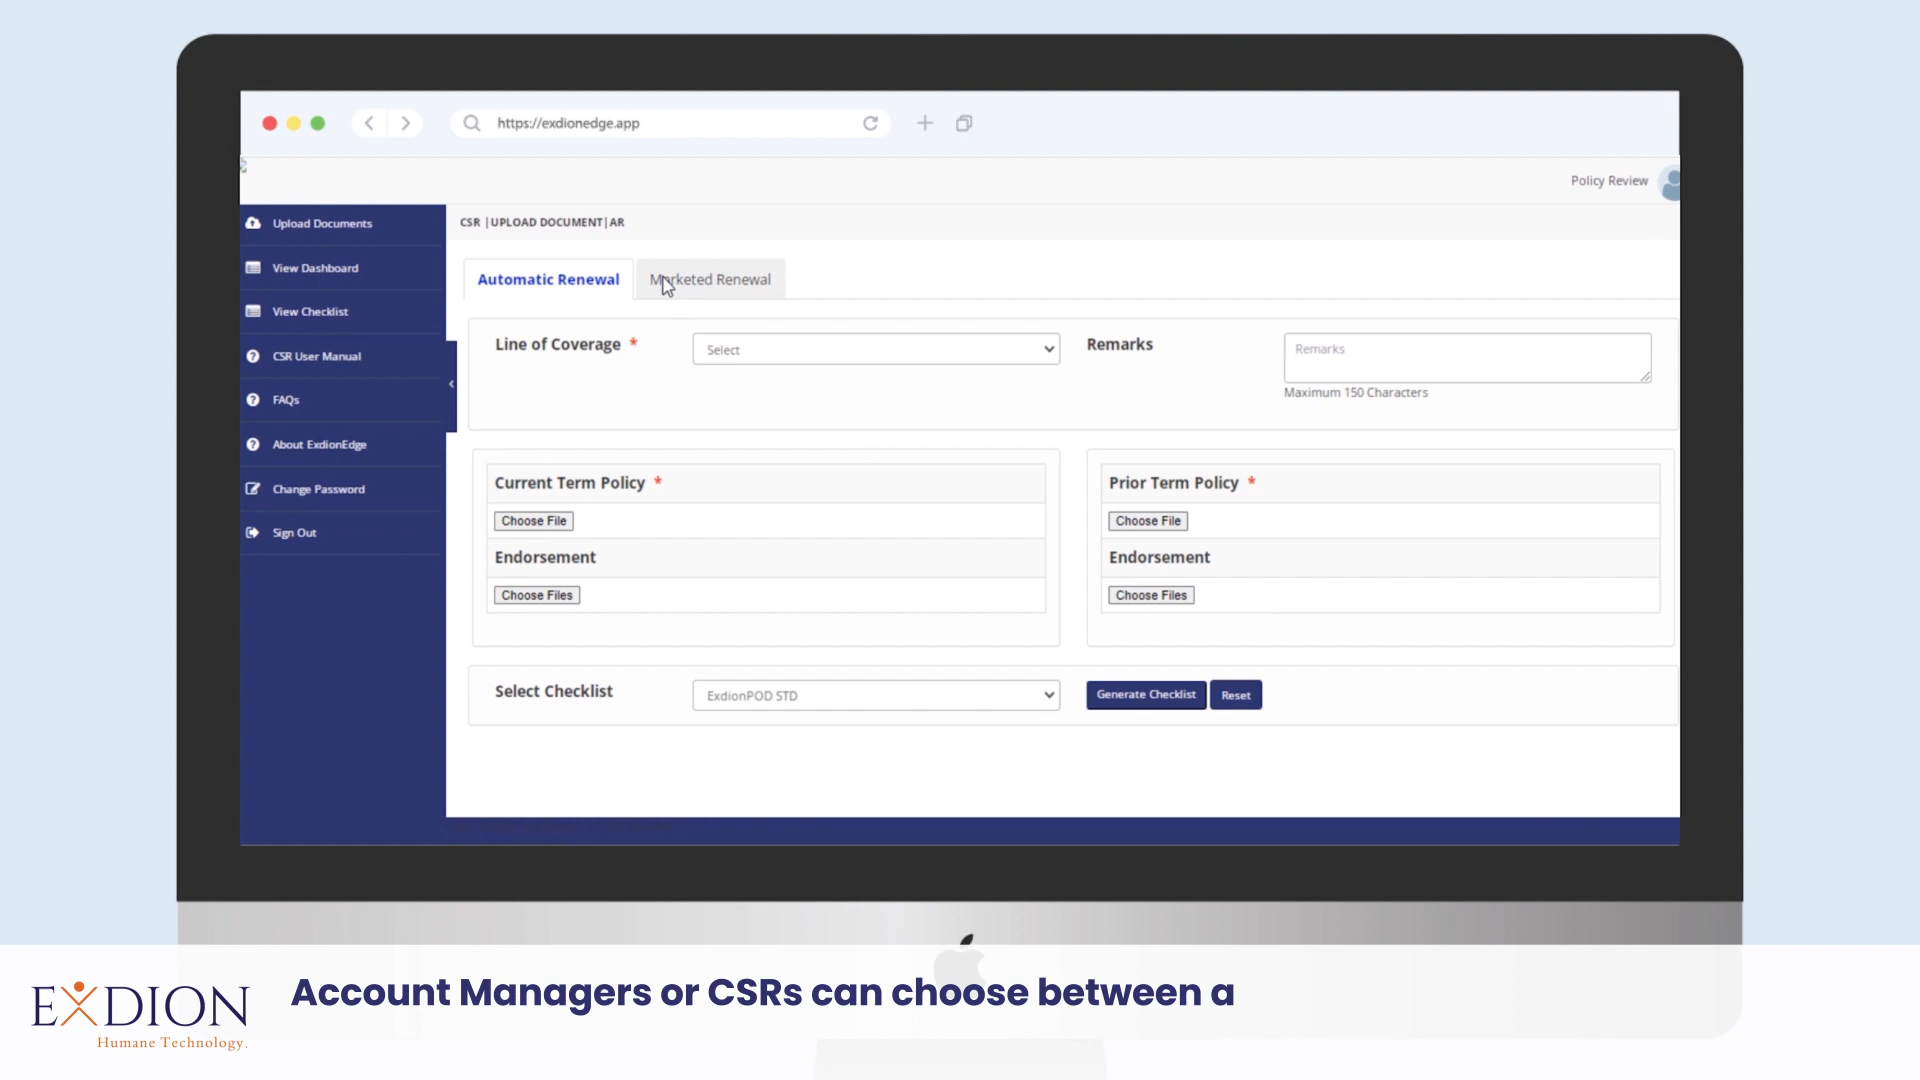 https://exdionedge.app
Policy Review
Upload Documents
View Dashboard
View Checklist
CSR User Manual
FAQs
About ExdionEdge
Change Password
Sign Out
CSR |UPLOAD DOCUMENT|AR
Automatic Renewal
Marketed Renewal
Line of Coverage *
Select
Remarks
Remarks
Maximum 150 Characters
Current Term Policy *
Choose File
Endorsement
Choose Files
Prior Term Policy *
Choose File
Endorsement
Choose Files
Select Checklist
ExdionPOD STD
Generate Checklist
Reset
EXDION
Humane Technology.
Account Managers or CSRs can choose between a